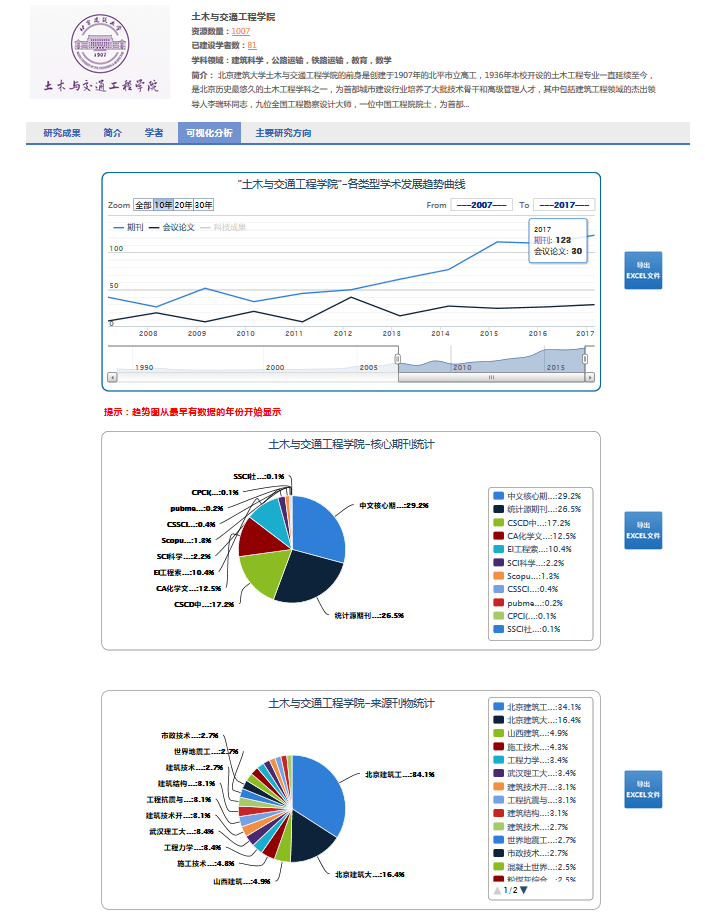 北京建筑大学
1907
土木与交通工程学院
土木与交通工程学院
资源数量：1007
已建设学者数：81
学科领域：建筑科学，公路运输，铁路运输，教育，数学
简介： 北京建筑大学土木与交通工程学院的前身是创建于1907年的北平市立高工，1936年本校开设的土木工程专业一直延续至今，
是北京历史最悠久的土木工程学科之一，为首都城市建设行业培养了大批技术骨干和高级管理人才，其中包括建筑工程领域的杰出领
导人李瑞环同志，九位全国工程勘察设计大师，一位中国工程院院士，为首都...
研究成果 简介 学者 可视化分析 主要研究方向
"土木与交通工程学院"-各类型学术发展趋势曲线
Zoom 全部 10年 20年 30年 From ---2007--- To ---2017---
期刊 会议论文 科技成果
2017
期刊: 123
会议论文: 30
100
50
0
2008 2009 2010 2011 2012 2013 2014 2015 2016 2017
1990 2000 2005 2010 2015
导出
EXCEL文件
提示：趋势图从最早有数据的年份开始显示
土木与交通工程学院-核心期刊统计
SSCI社...:0.1%
CPCI(...:0.1%
pubme...:0.2%
CSSCI...:0.4%
Scopu...:1.8%
SCI科学...:2.2%
EI工程索...:10.4%
CA化学文...:12.5%
CSCD中...:17.2%
中文核心期...:29.2%
统计源期刊...:26.5%
中文核心期...:29.2%
统计源期刊...:26.5%
CSCD中...:17.2%
CA化学文...:12.5%
EI工程索...:10.4%
SCI科学...:2.2%
Scopu...:1.8%
CSSCI...:0.4%
pubme...:0.2%
CPCI(...:0.1%
SSCI社...:0.1%
导出
EXCEL文件
土木与交通工程学院-来源刊物统计
市政技术...:2.7%
世界地震工...:2.7%
建筑技术...:2.7%
建筑结构...:3.1%
工程抗震与...:3.1%
建筑技术开...:3.1%
武汉理工大...:3.4%
工程力学...:3.4%
施工技术...:4.3%
山西建筑...:4.9%
北京建筑工...:34.1%
北京建筑大...:16.4%
北京建筑工...:34.1%
北京建筑大...:16.4%
山西建筑...:4.9%
施工技术...:4.3%
工程力学...:3.4%
武汉理工大...:3.4%
建筑技术开...:3.1%
工程抗震与...:3.1%
建筑结构...:3.1%
建筑技术...:2.7%
世界地震工...:2.7%
市政技术...:2.7%
混凝土世界...:2.5%
粉煤灰综合...:2.5%
1/2
导出
EXCEL文件